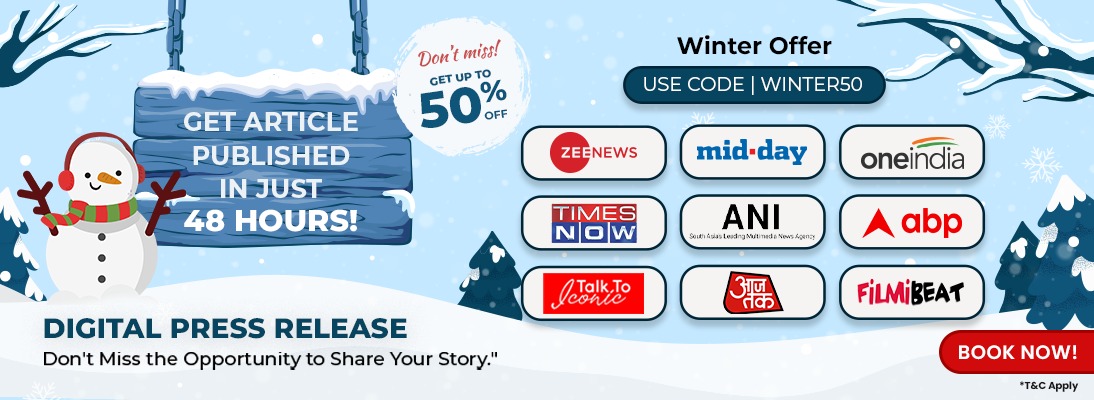 GET ARTICLE
PUBLISHED
IN JUST
48 HOURS!
Don't miss!
GET UP TO
50%
OFF
Winter Offer
USE CODE | WINTER50
ZEE NEWS
mid-day
oneindia
TIMES
NOW
ANI
South Asia's Leading Multimedia News Agency
abp
Talk To
Iconic
आज
तक
FiLMiBEAT
DIGITAL PRESS RELEASE
Don't Miss the Opportunity to Share Your Story."
BOOK NOW!
*T&C Apply